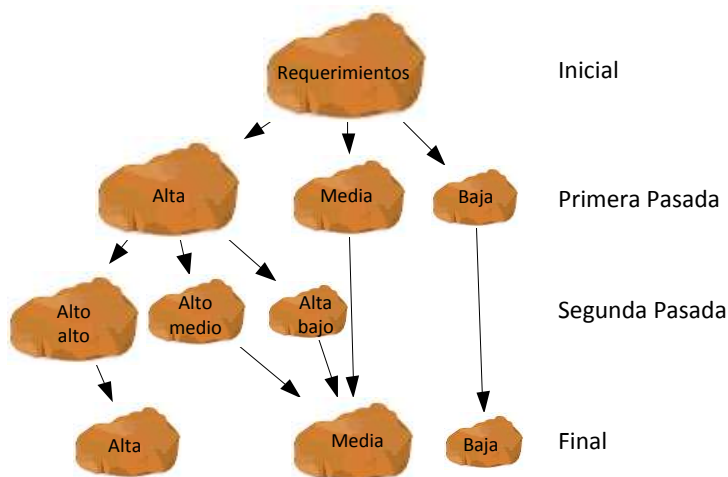 Requerimientos
Inicial
Alta
Media
Baja
Primera Pasada
Alto
alto
Alto
medio
Alta
bajo
Segunda Pasada
Alta
Media
Baja
Final